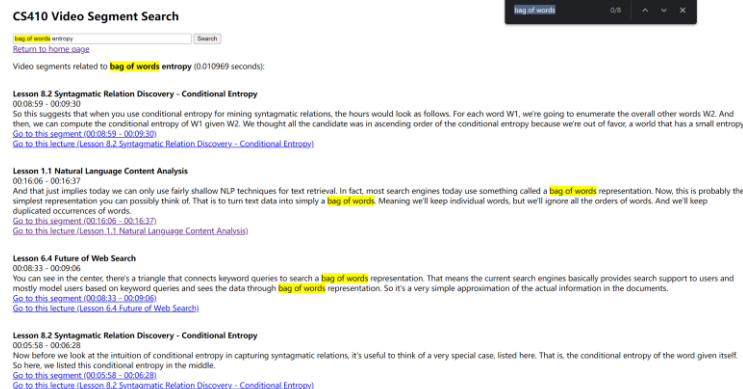 CS410 Video Segment Search
bag of words
0/8
bag of words entropy
Search
Return to home page
Video segments related to bag of words entropy (0.010969 seconds):
Lesson 8.2 Syntagmatic Relation Discovery - Conditional Entropy
00:08:59 - 00:09:30
So this suggests that when you use conditional entropy for mining syntagmatic relations, the hours would look as follows. For each word W1, we're going to enumerate the overall other words W2. And
then, we can compute the conditional entropy of W1 given W2. We thought all the candidate was in ascending order of the conditional entropy because we're out of favor, a world that has a small entropy
Go to this segment (00:08:59 - 00:09:30)
Go to this lecture (Lesson 8.2 Syntagmatic Relation Discovery - Conditional Entropy)
Lesson 1.1 Natural Language Content Analysis
00:16:06 - 00:16:37
And that just implies today we can only use fairly shallow NLP techniques for text retrieval. In fact, most search engines today use something called a bag of words representation. Now, this is probably the
simplest representation you can possibly think of. That is to turn text data into simply a bag of words. Meaning we'll keep individual words, but we'll ignore all the orders of words. And we'll keep
duplicated occurrences of words.
Go to this segment (00:16:06 - 00:16:37)
Go to this lecture (Lesson 1.1 Natural Language Content Analysis)
Lesson 6.4 Future of Web Search
00:08:33 - 00:09:06
You can see in the center, there's a triangle that connects keyword queries to search a bag of words representation. That means the current search engines basically provides search support to users and
mostly model users based on keyword queries and sees the data through bag of words representation. So it's a very simple approximation of the actual information in the documents.
Go to this segment (00:08:33 - 00:09:06)
Go to this lecture (Lesson 6.4 Future of Web Search)
Lesson 8.2 Syntagmatic Relation Discovery - Conditional Entropy
00:05:58 - 00:06:28
Now before we look at the intuition of conditional entropy in capturing syntagmatic relations, it's useful to think of a very special case, listed here. That is, the conditional entropy of the word given itself.
So here, we listed this conditional entropy in the middle.
Go to this segment (00:05:58 - 00:06:28)
Go to this lecture (Lesson 8.2 Syntagmatic Relation Discovery - Conditional Entropy)